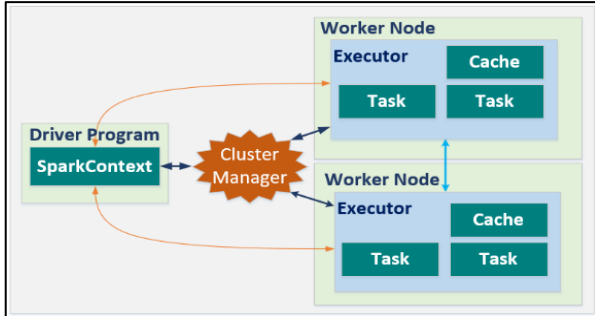 Worker Node
Executor
Cache
Task
Task
Driver Program
SparkContext
Cluster
Manager
Worker Node
Executor
Cache
Task
Task